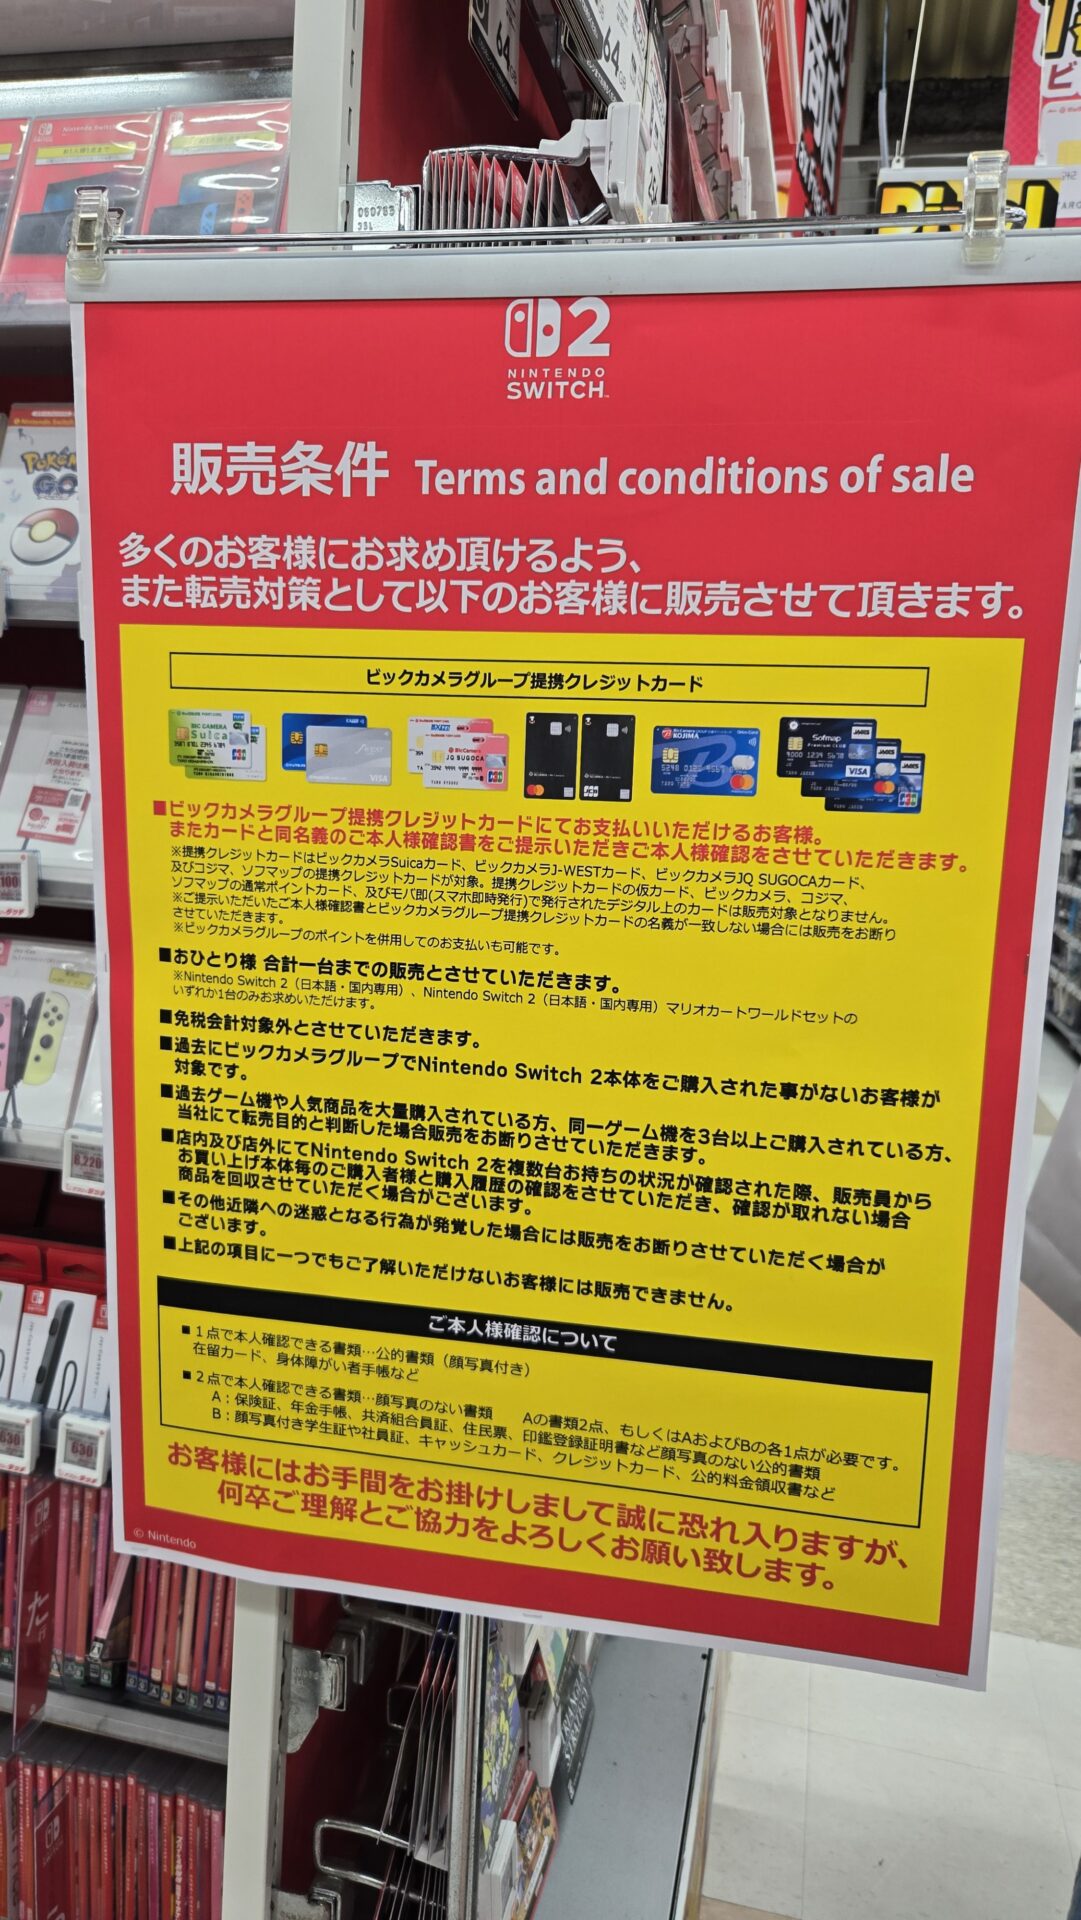 NINTENDO
SWITCH
2
販売条件 Terms and conditions of sale
多くのお客様にお求め頂けるよう、
また転売対策として以下のお客様に販売させて頂きます。
ビックカメラグループ提携クレジットカード
■ビックカメラグループ提携クレジットカードにてお支払いいただけるお客様。
またカードと同名義のご本人様確認書をご提示いただきご本人様確認をさせていただきます。
※提携クレジットカードはビックカメラSuicaカード、ビックカメラJ-WESTカード、ビックカメラJQ SUGOCAカード、
及びコジマ、ソフマップの提携クレジットカードが対象。提携クレジットカードの仮カード、ビックカメラ、コジマ、
ソフマップの通常ポイントカード、及びモバ即(スマホ即時発行)で発行されたデジタル上のカードは販売対象となりません。
※ご提示いただいたご本人様確認書とビックカメラグループ提携クレジットカードの名義が一致しない場合には販売をお断り
させていただきます。
※ビックカメラグループのポイントを併用してのお支払いも可能です。
■おひとり様 合計一台までの販売とさせていただきます。
※Nintendo Switch 2（日本語・国内専用）、Nintendo Switch 2（日本語・国内専用）マリオカートワールドセットの
いずれか1台のみお求めいただけます。
■免税会計対象外とさせていただきます。
■過去にビックカメラグループでNintendo Switch 2本体をご購入された事がないお客様が
対象です。
■過去ゲーム機や人気商品を大量購入されている方、同一ゲーム機を3台以上ご購入されている方、
当社にて転売目的と判断した場合販売をお断りさせていただきます。
■店内及び店外にてNintendo Switch 2を複数台お持ちの状況が確認された際、販売員から
お買い上げ本体毎のご購入者様と購入履歴の確認をさせていただき、確認が取れない場合
商品を回収させていただく場合がございます。
■その他近隣への迷惑となる行為が発覚した場合には販売をお断りさせていただく場合が
ございます。
■上記の項目に一つでもご了解いただけないお客様には販売できません。
ご本人様確認について
■１点で本人確認できる書類…公的書類（顔写真付き）
在留カード、身体障がい者手帳など
■２点で本人確認できる書類…顔写真のない書類　Aの書類2点、もしくはAおよびBの各1点が必要です。
A：保険証、年金手帳、共済組合員証、住民票、印鑑登録証明書など顔写真のない公的書類
B：顔写真付き学生証や社員証、キャッシュカード、クレジットカード、公的料金領収書など
お客様にはお手間をお掛けしまして誠に恐れ入りますが、
何卒ご理解とご協力をよろしくお願い致します。
© Nintendo